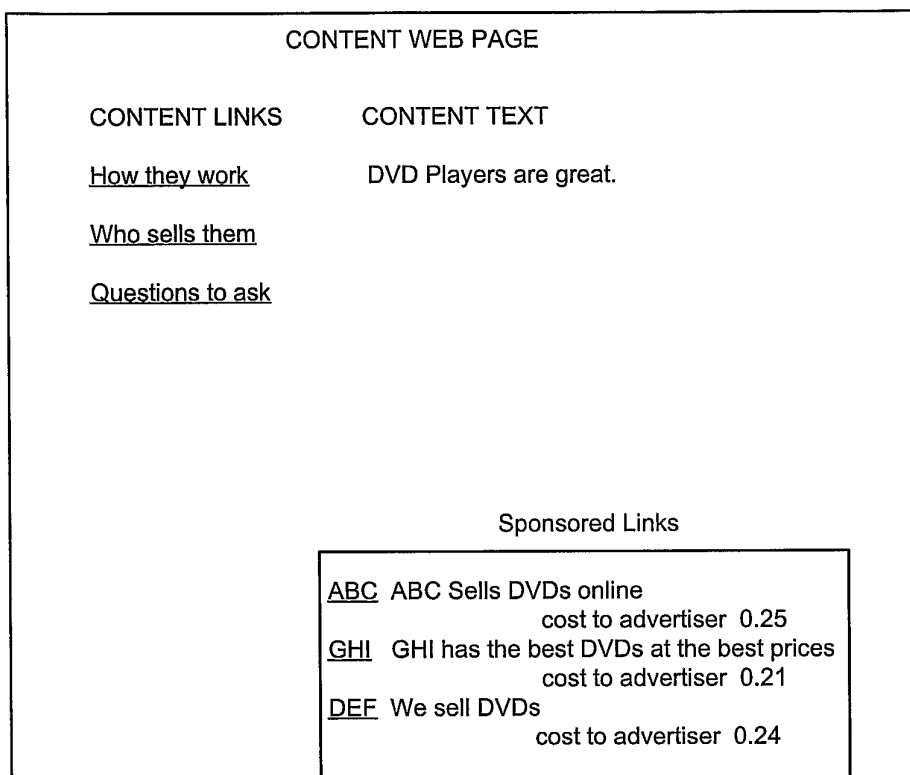 CONTENT WEB PAGE
CONTENT LINKS CONTENT TEXT
How they work DVD Players are great.
Who sells them
Questions to ask
Sponsored Links
ABC ABC Sells DVDs online
cost to advertiser 0.25
GHI GHI has the best DVDs at the best prices
cost to advertiser 0.21
DEF We sell DVDs
cost to advertiser 0.24